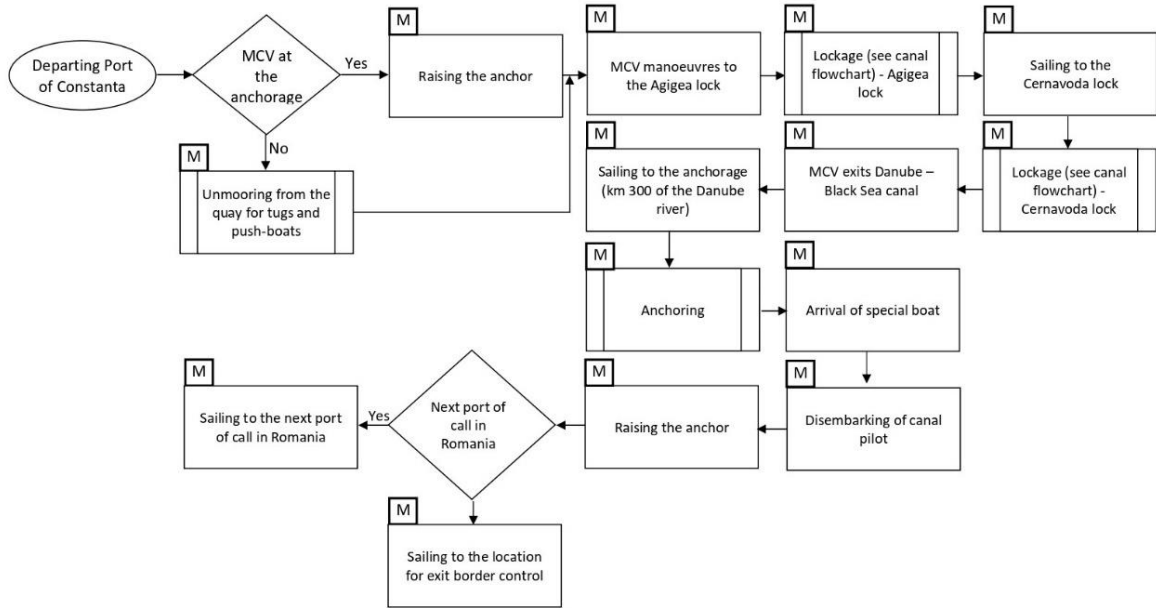 Departing Port
of Constanta
MCV at
the
anchorage
Yes
No
M
Raising the anchor
M
Unmooring from the
quay for tugs and
push-boats
M
MCV manoeuvres to
the Agigea lock
M
Lockage (see canal
flowchart) - Agigea
lock
M
Sailing to the
Cernavoda lock
M
Lockage (see canal
flowchart) -
Cernavoda lock
M
MCV exits Danube –
Black Sea canal
M
Sailing to the anchorage
(km 300 of the Danube
river)
M
Anchoring
M
Arrival of special boat
M
Disembarking of canal
pilot
M
Raising the anchor
Next port of
call in
Romania
Yes
M
Sailing to the next port
of call in Romania
M
Sailing to the location
for exit border control